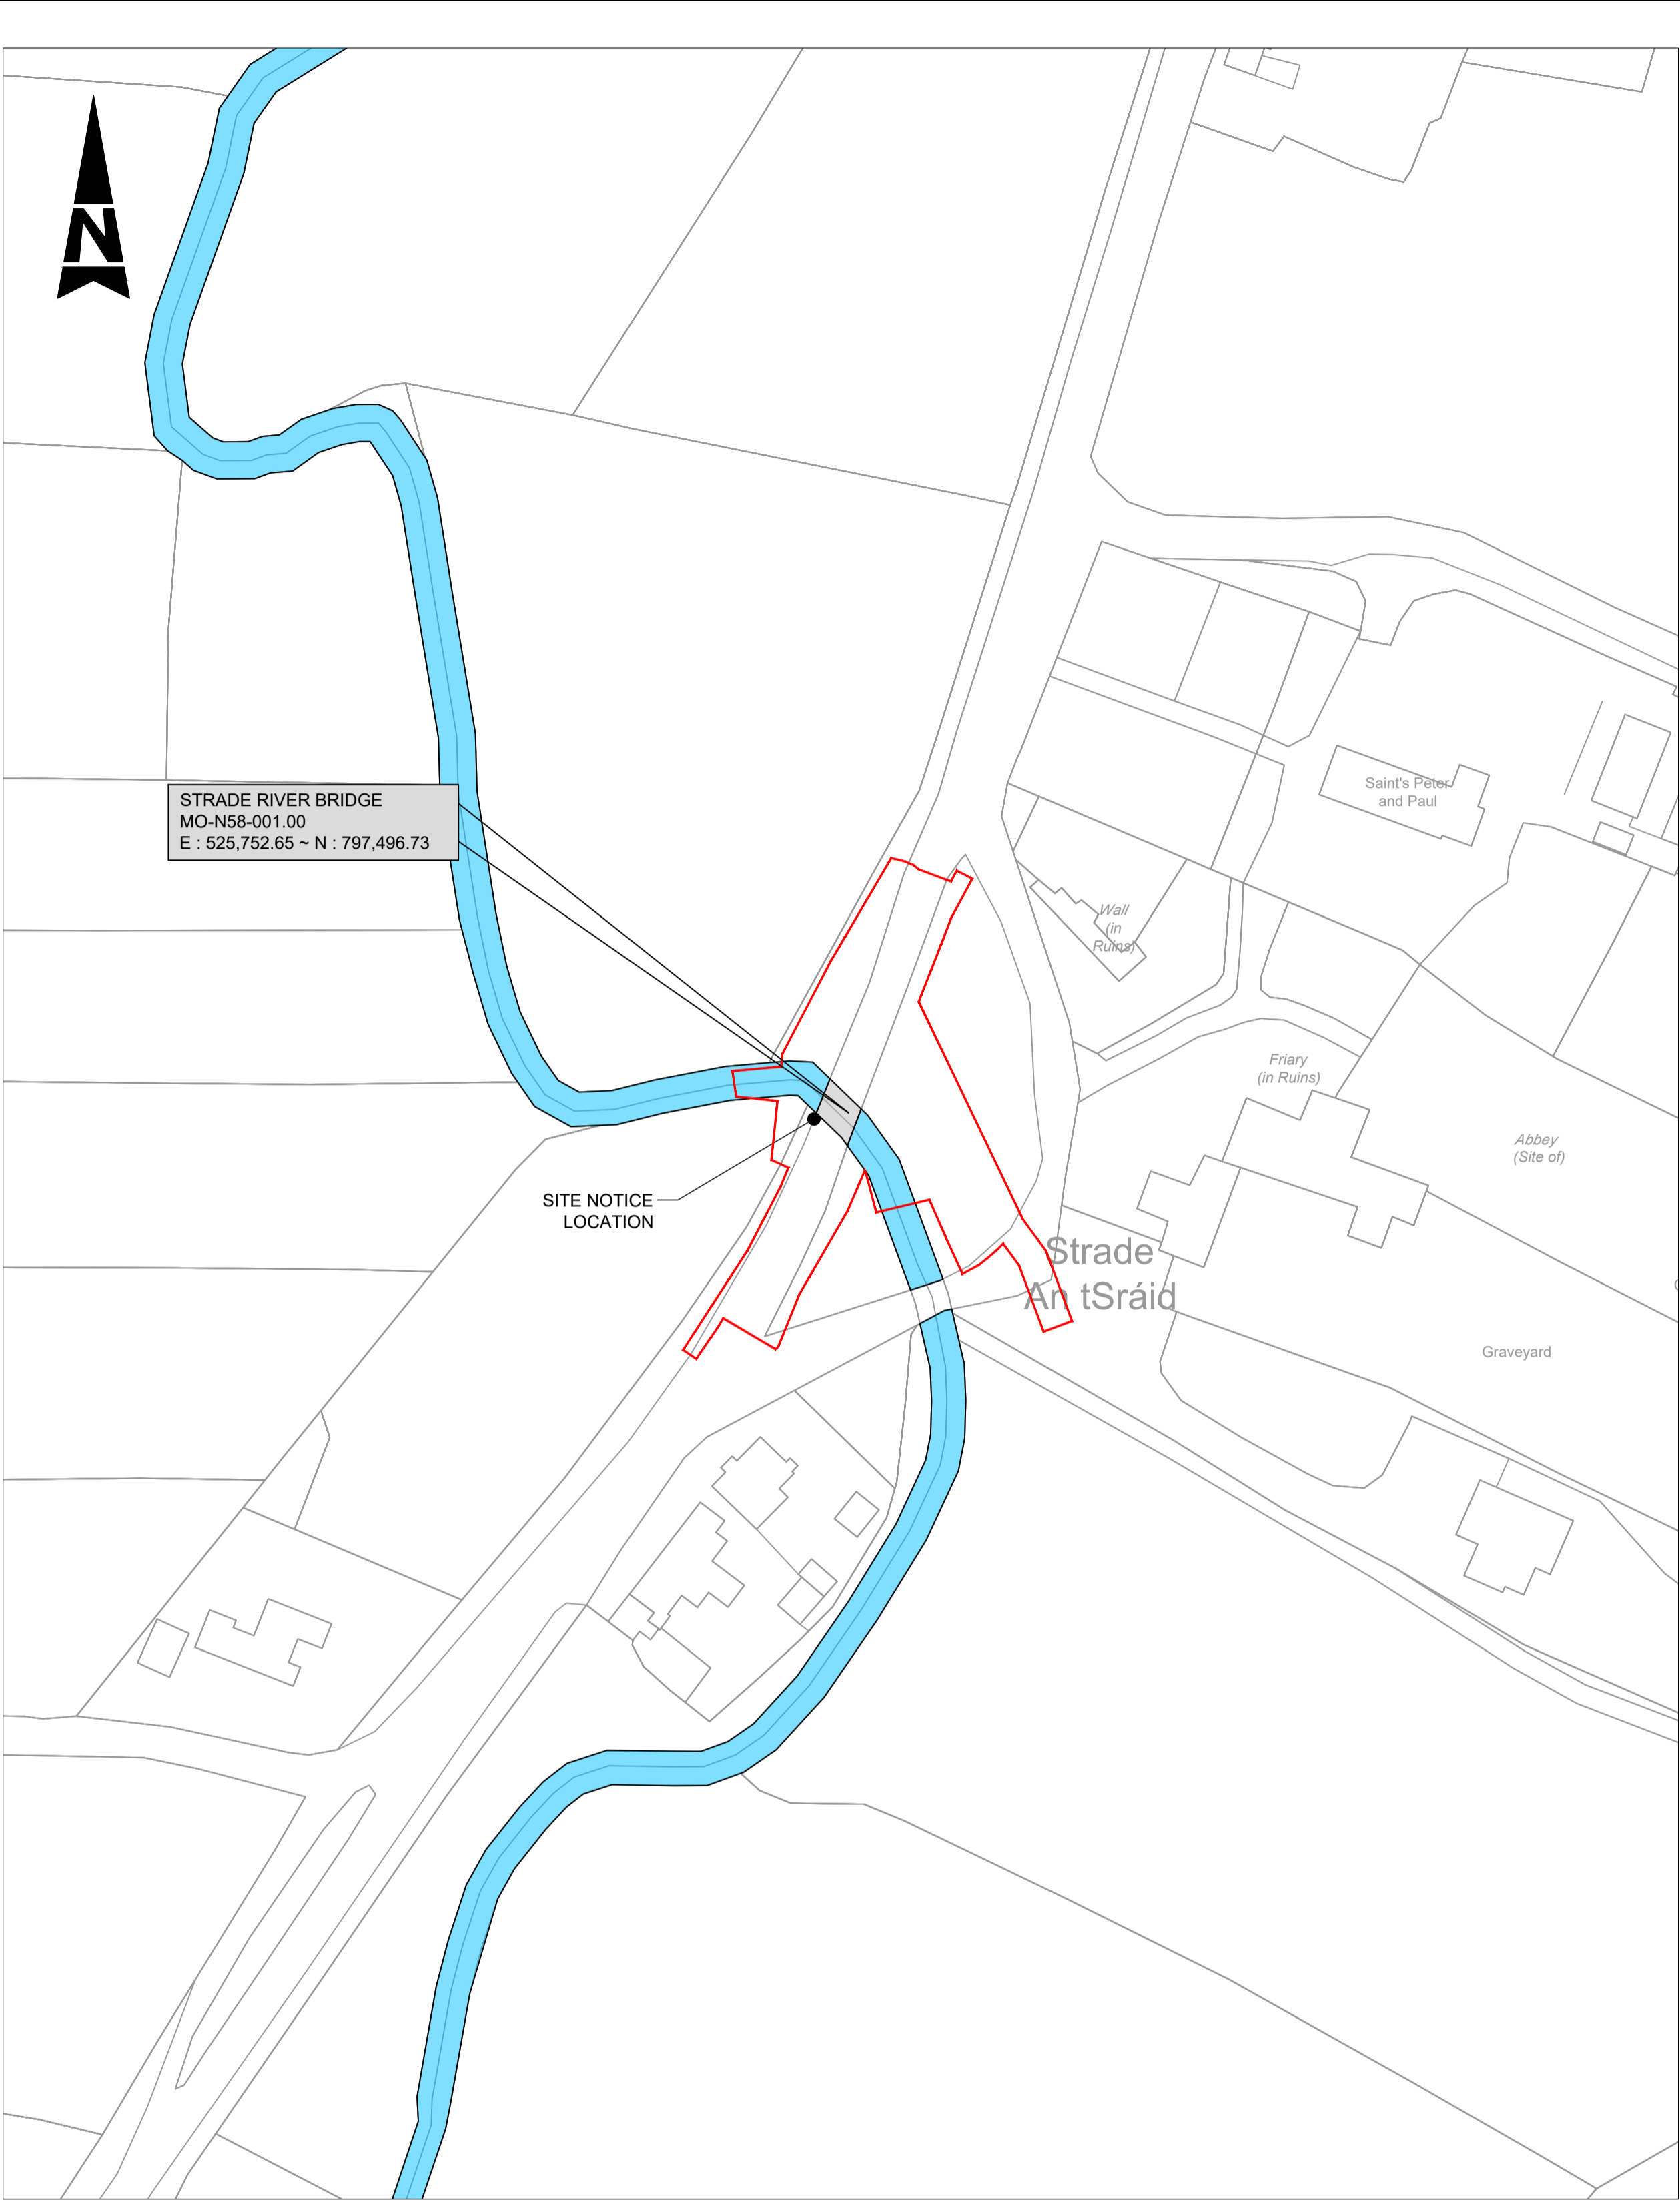 N
STRADE RIVER BRIDGE
MO-N58-001.00
E : 525,752.65 ~ N : 797,496.73
Saint's Peter
and Paul
Wall
(in
Ruins)
Friary
(in Ruins)
Abbey
(Site of)
SITE NOTICE
LOCATION
Strade
An tSráid
Graveyard